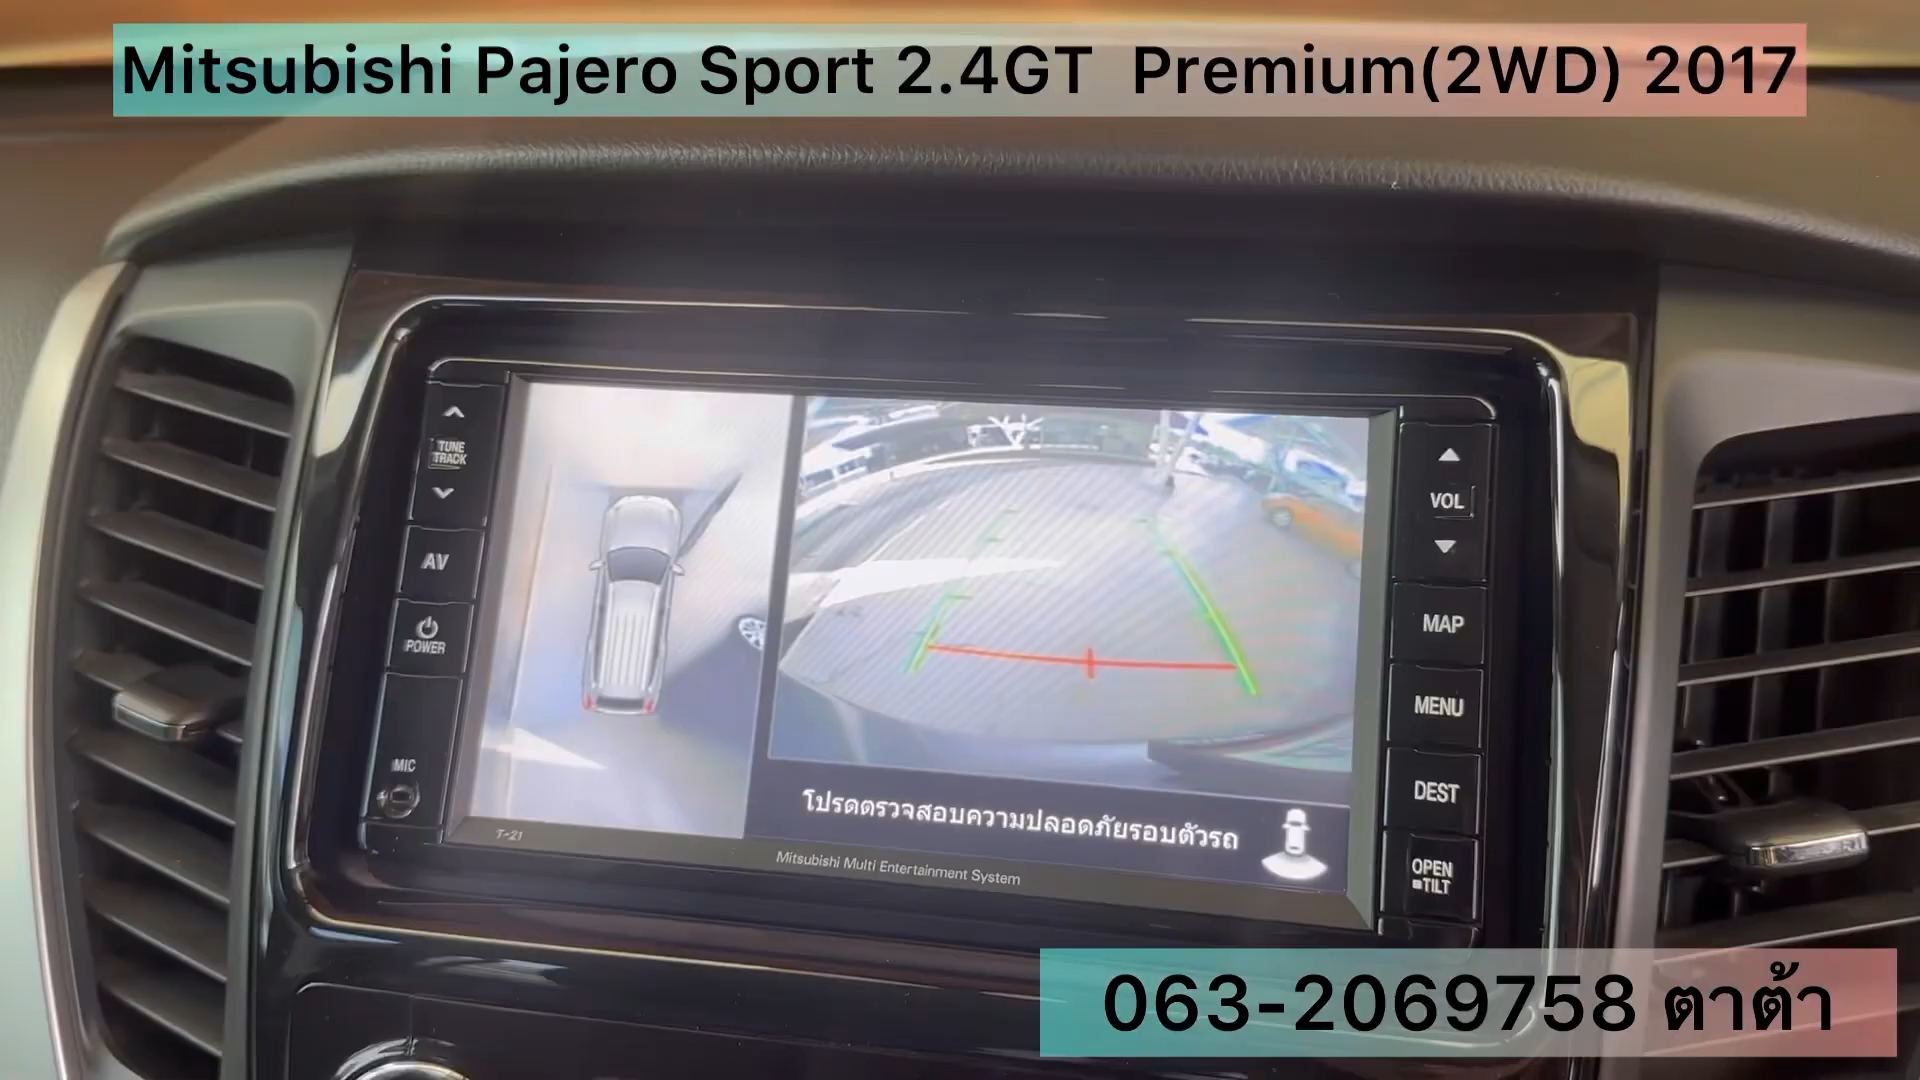 Mitsubishi Pajero Sport 2.4GT Premium(2WD) 2017
TUNE
TRACK
AV
POWER
MIC
VOL
MAP
MENU
DEST
OPEN
TILT
โปรดตรวจสอบความปลอดภัยรอบตัวรถ
T-21
Mitsubishi Multi Entertainment System
063-2069758 ตาต้า